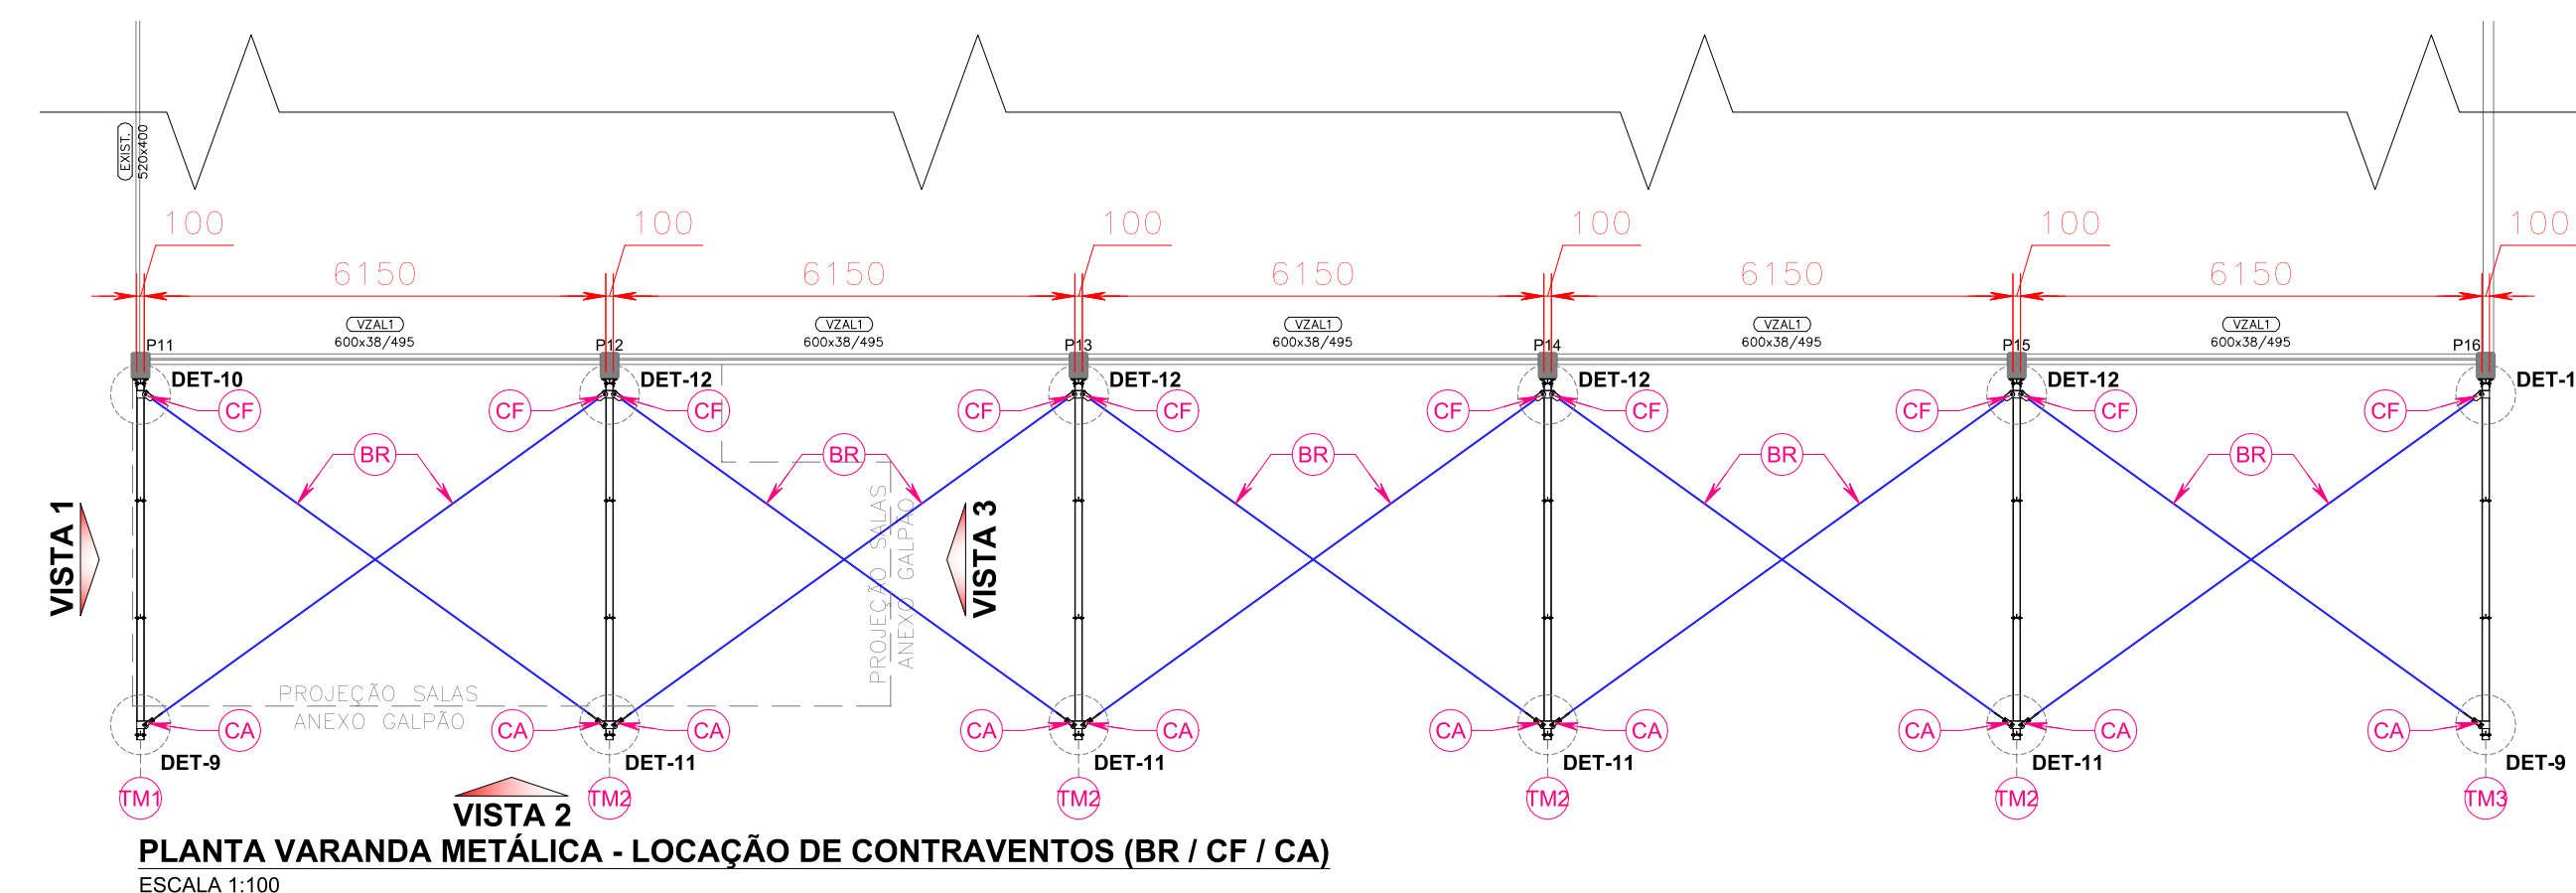 EXIST.
520x400
100 100 100 100 100 100
6150 6150 6150 6150 6150
VZAL1 VZAL1 VZAL1 VZAL1 VZAL1
600x38/495 600x38/495 600x38/495 600x38/495 600x38/495
P11 P12 P13 P14 P15 P16
DET-10 DET-12 DET-12 DET-12 DET-12 DET-1
CF CF CF CF CF CF CF CF CF CF
BR BR BR BR BR
VISTA 1
VISTA 3
PROJEÇÃO SALAS
ANEXO GALPÃO
PROJEÇÃO SALAS
ANEXO GALPÃO
CA CA CA CA CA CA CA CA CA CA
DET-9 DET-11 DET-11 DET-11 DET-11 DET-9
TM1 TM2 TM2 TM2 TM2 TM3
VISTA 2
PLANTA VARANDA METÁLICA - LOCAÇÃO DE CONTRAVENTOS (BR / CF / CA)
ESCALA 1:100